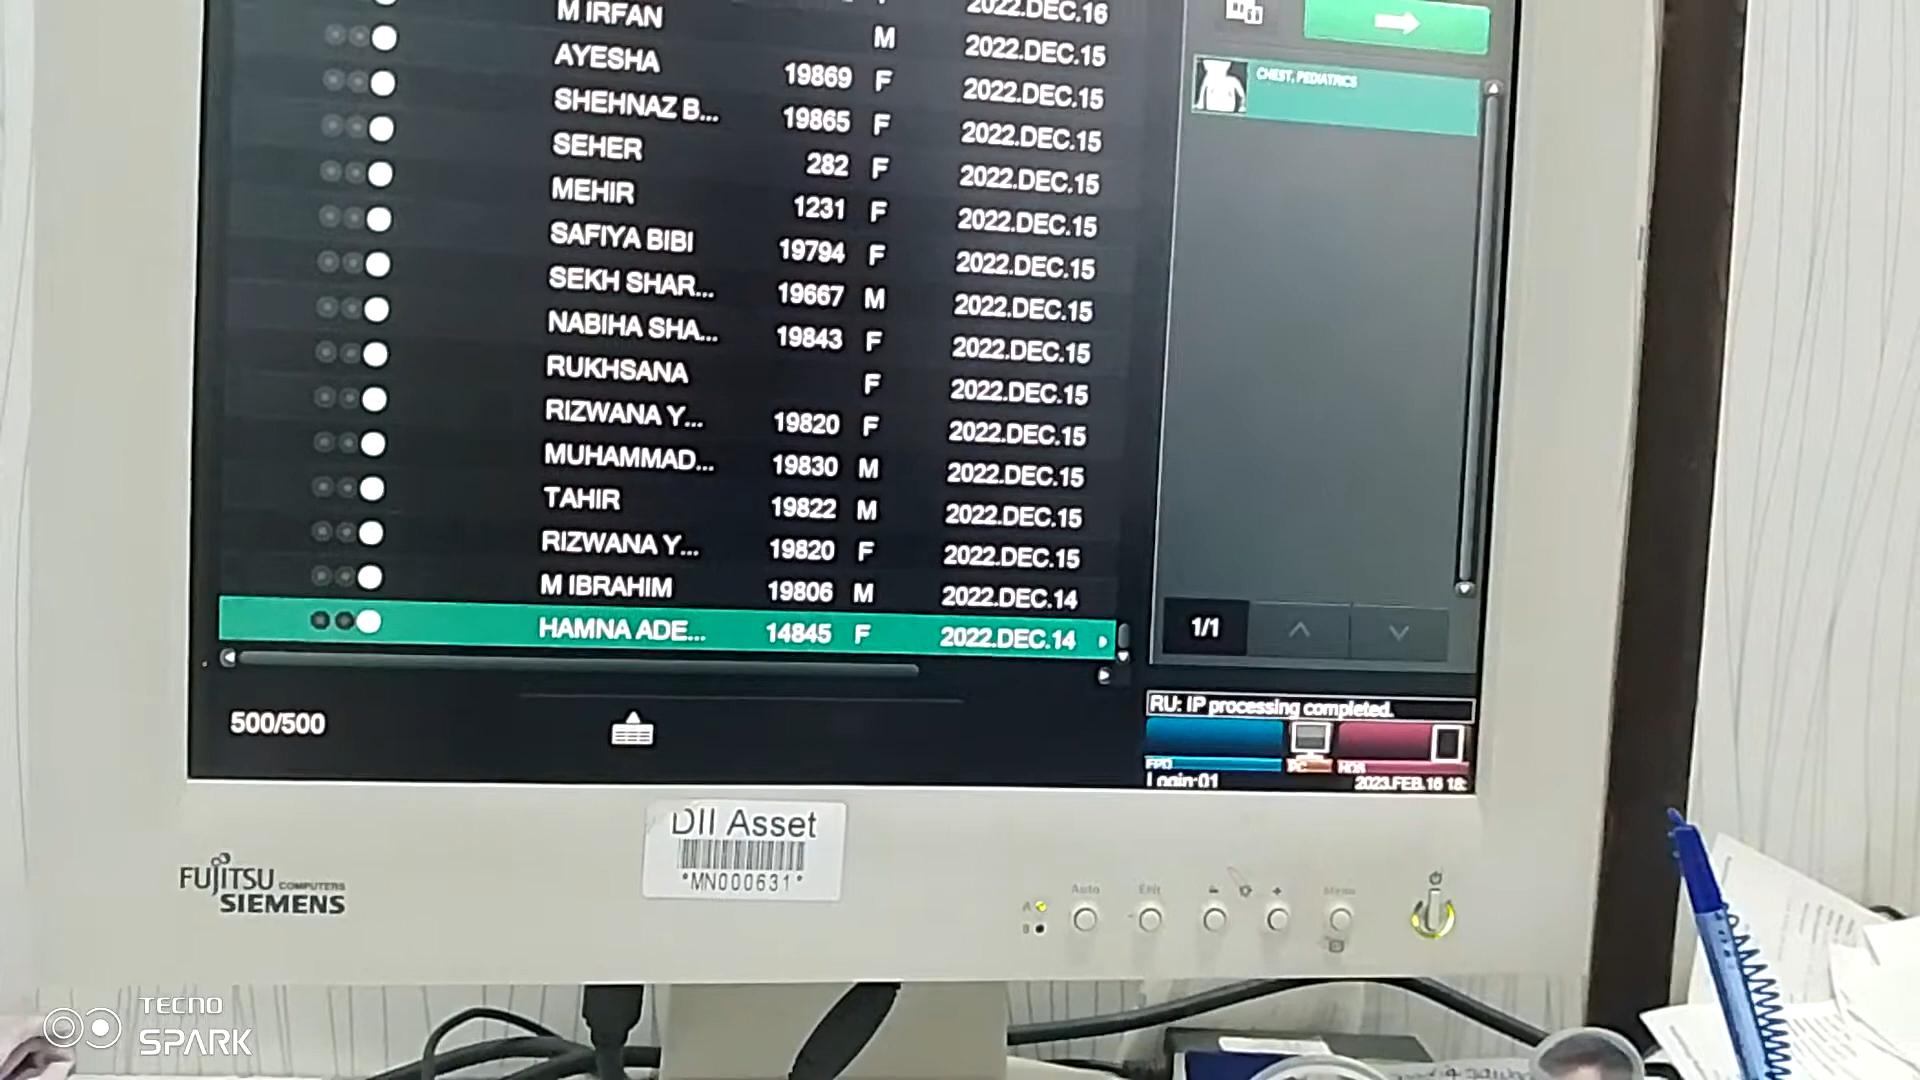 2022.DEC.16
M IRFAN M 2022.DEC.15
AYESHA 19869 F 2022.DEC.15
SHEHNAZ B... 19865 F 2022.DEC.15
SEHER 282 F 2022.DEC.15
MEHIR 1231 F 2022.DEC.15
SAFIYA BIBI 19794 F 2022.DEC.15
SEKH SHAR... 19667 M 2022.DEC.15
NABIHA SHA... 19843 F 2022.DEC.15
RUKHSANA F 2022.DEC.15
RIZWANA Y... 19820 F 2022.DEC.15
MUHAMMAD... 19830 M 2022.DEC.15
TAHIR 19822 M 2022.DEC.15
RIZWANA Y... 19820 F 2022.DEC.15
M IBRAHIM 19806 M 2022.DEC.14
HAMNA ADE... 14845 F 2022.DEC.14
500/500
CHEST, PEDIATRICS
1/1
RU: IP processing completed.
FPD PC
Login:01 2023.FEB.16 18:
DII Asset
*MN000631*
FUJITSU COMPUTERS
SIEMENS
Auto Exit Menu
A
B
TECNO
SPARK